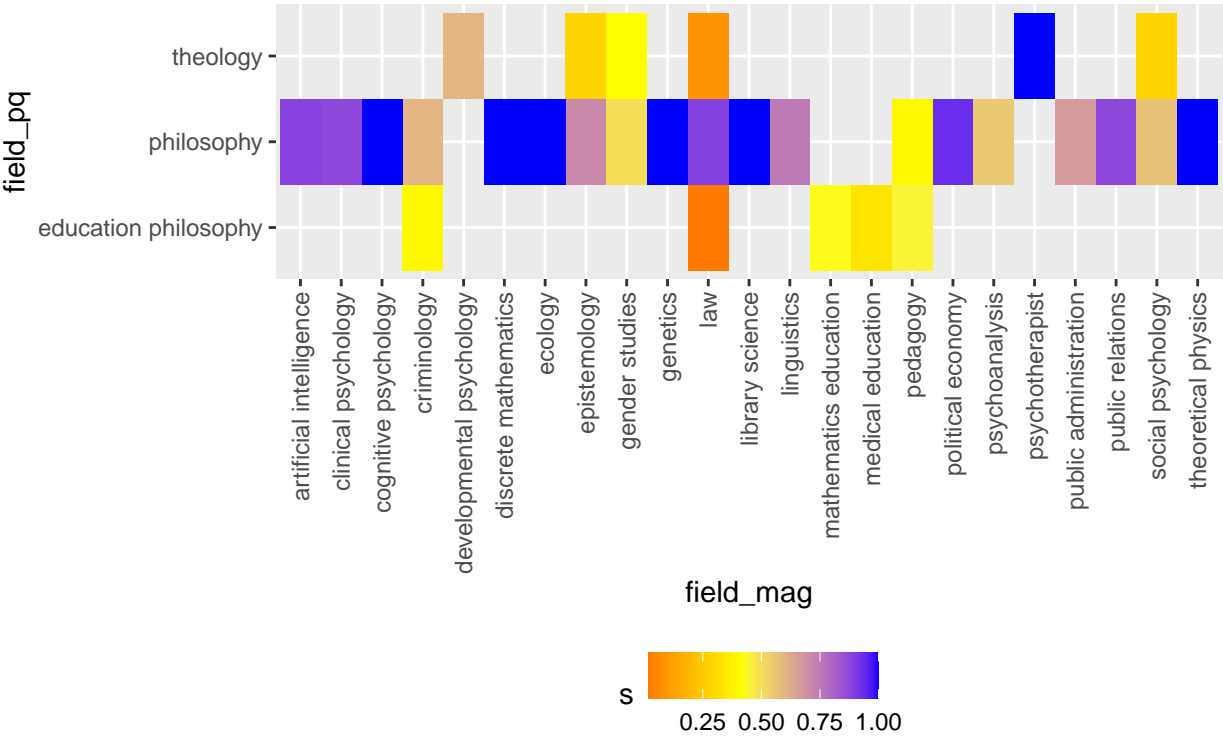 field_pq
theology
philosophy
education philosophy
artificial intelligence
clinical psychology
cognitive psychology
criminology
developmental psychology
discrete mathematics
ecology
epistemology
gender studies
genetics
law
library science
linguistics
mathematics education
medical education
pedagogy
political economy
psychoanalysis
psychotherapist
public administration
public relations
social psychology
theoretical physics
field_mag
s
0.25 0.50 0.75 1.00